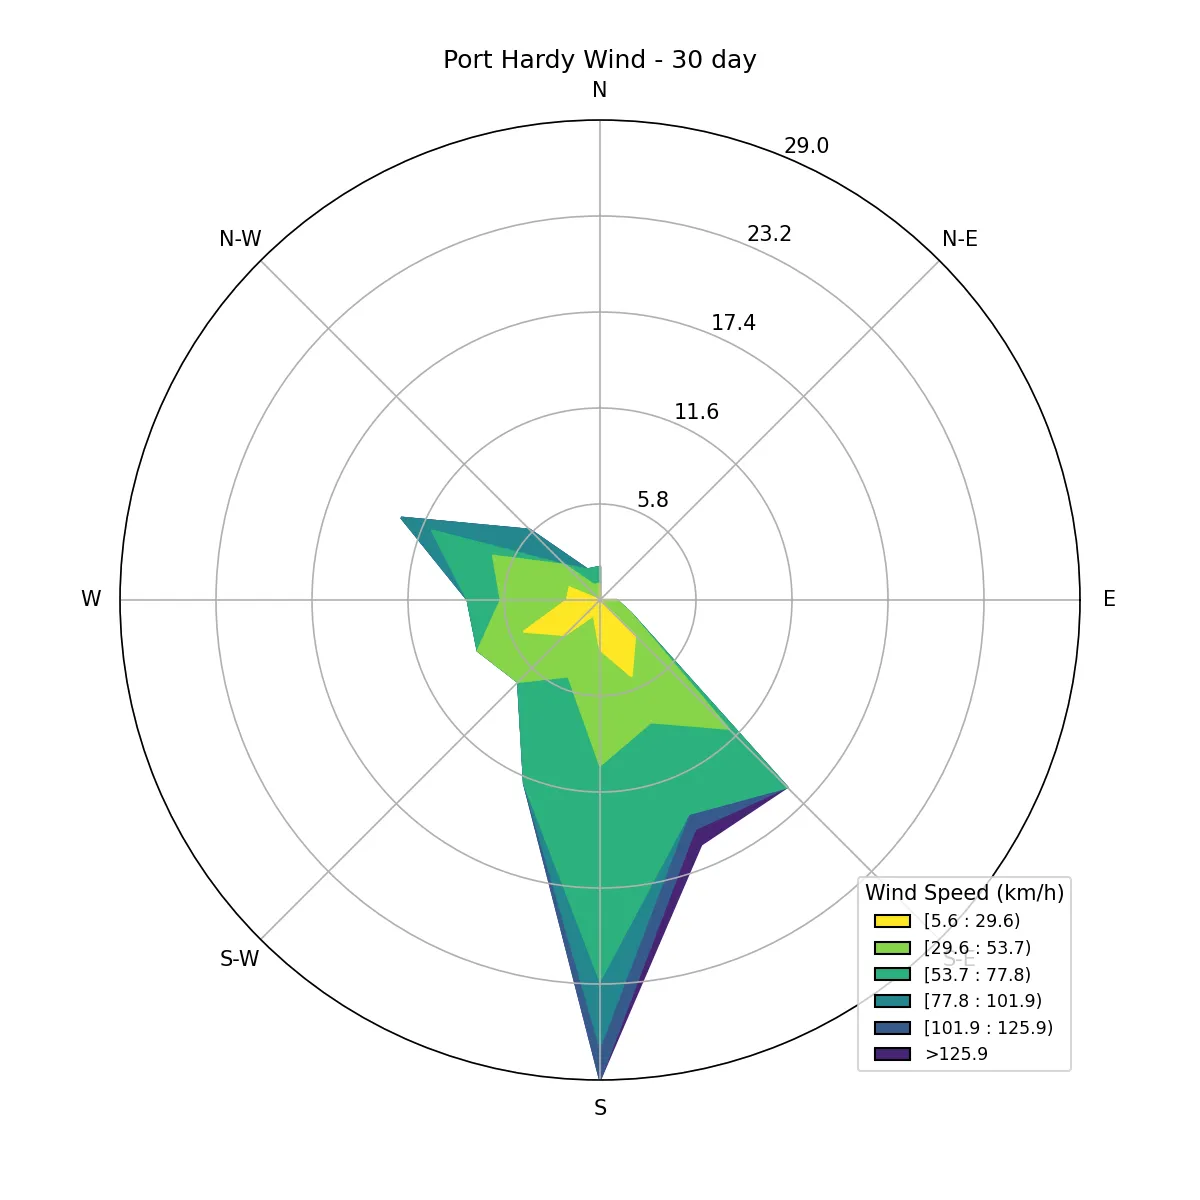 Port Hardy Wind - 30 day
N
29.0
23.2
N-W
N-E
17.4
11.6
5.8
W
E
Wind Speed (km/h)
[5.6 : 29.6)
[29.6 : 53.7)
S-W
S-E
[53.7 : 77.8)
[77.8 : 101.9)
[101.9 : 125.9)
>125.9
S